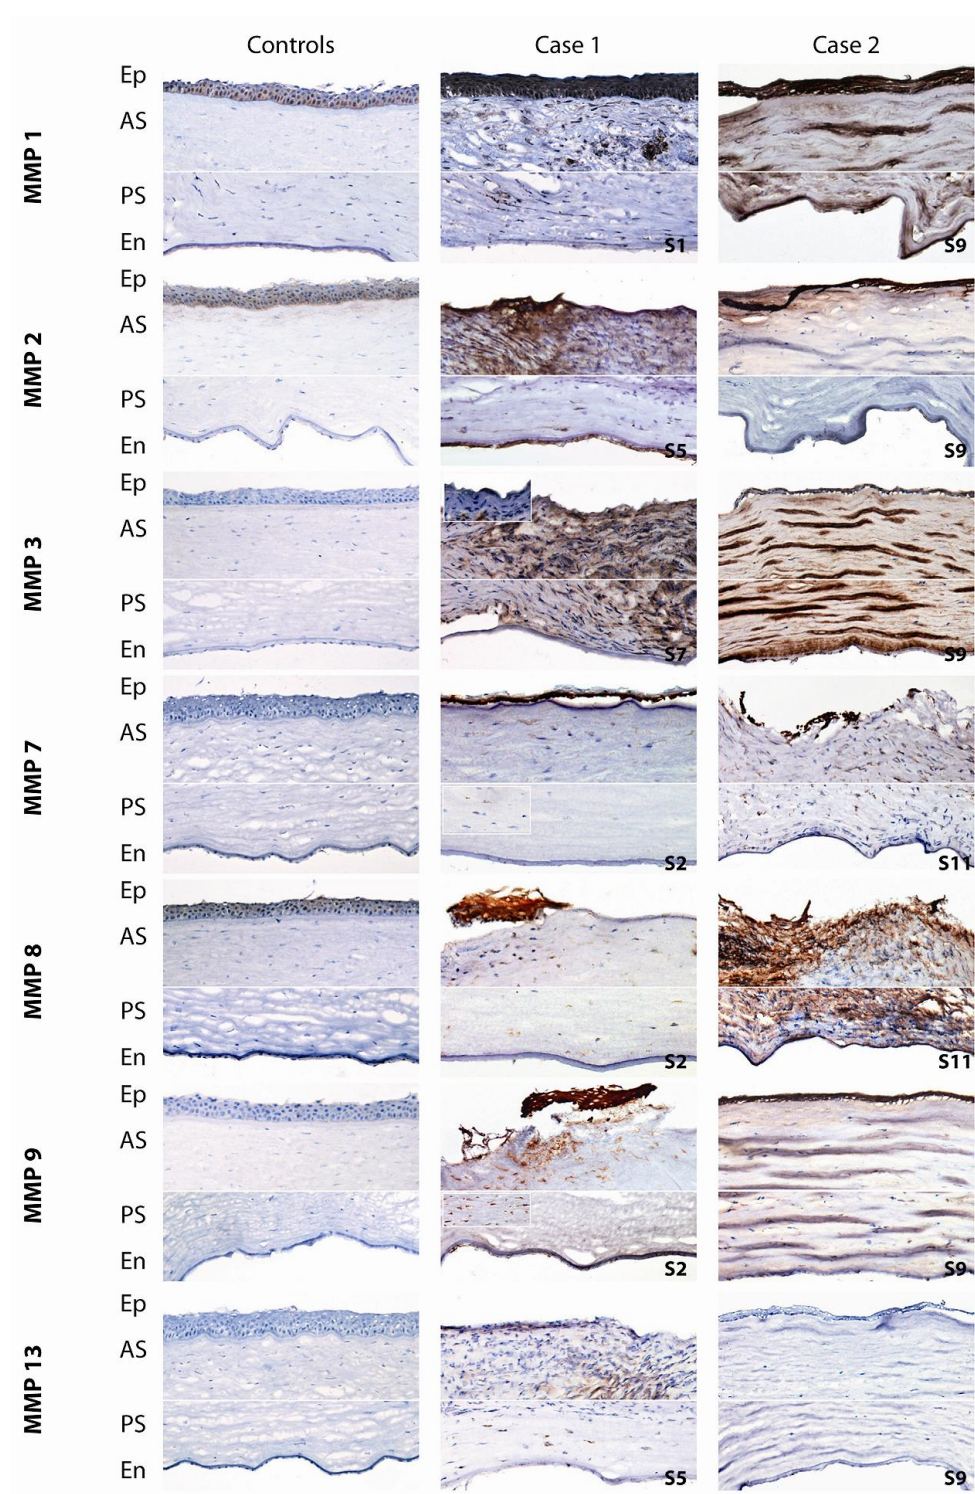 Controls Case 1 Case 2
MMP 1
Ep
AS
PS
En
S1 S9
MMP 2
Ep
AS
PS
En
S5 S9
MMP 3
Ep
AS
PS
En
S7 S9
MMP 7
Ep
AS
PS
En
S2 S11
MMP 8
Ep
AS
PS
En
S2 S11
MMP 9
Ep
AS
PS
En
S2 S9
MMP 13
Ep
AS
PS
En
S5 S9